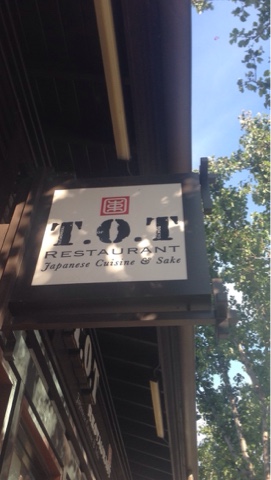 T.O.T
RESTAURANT
Japanese Cuisine & Sake